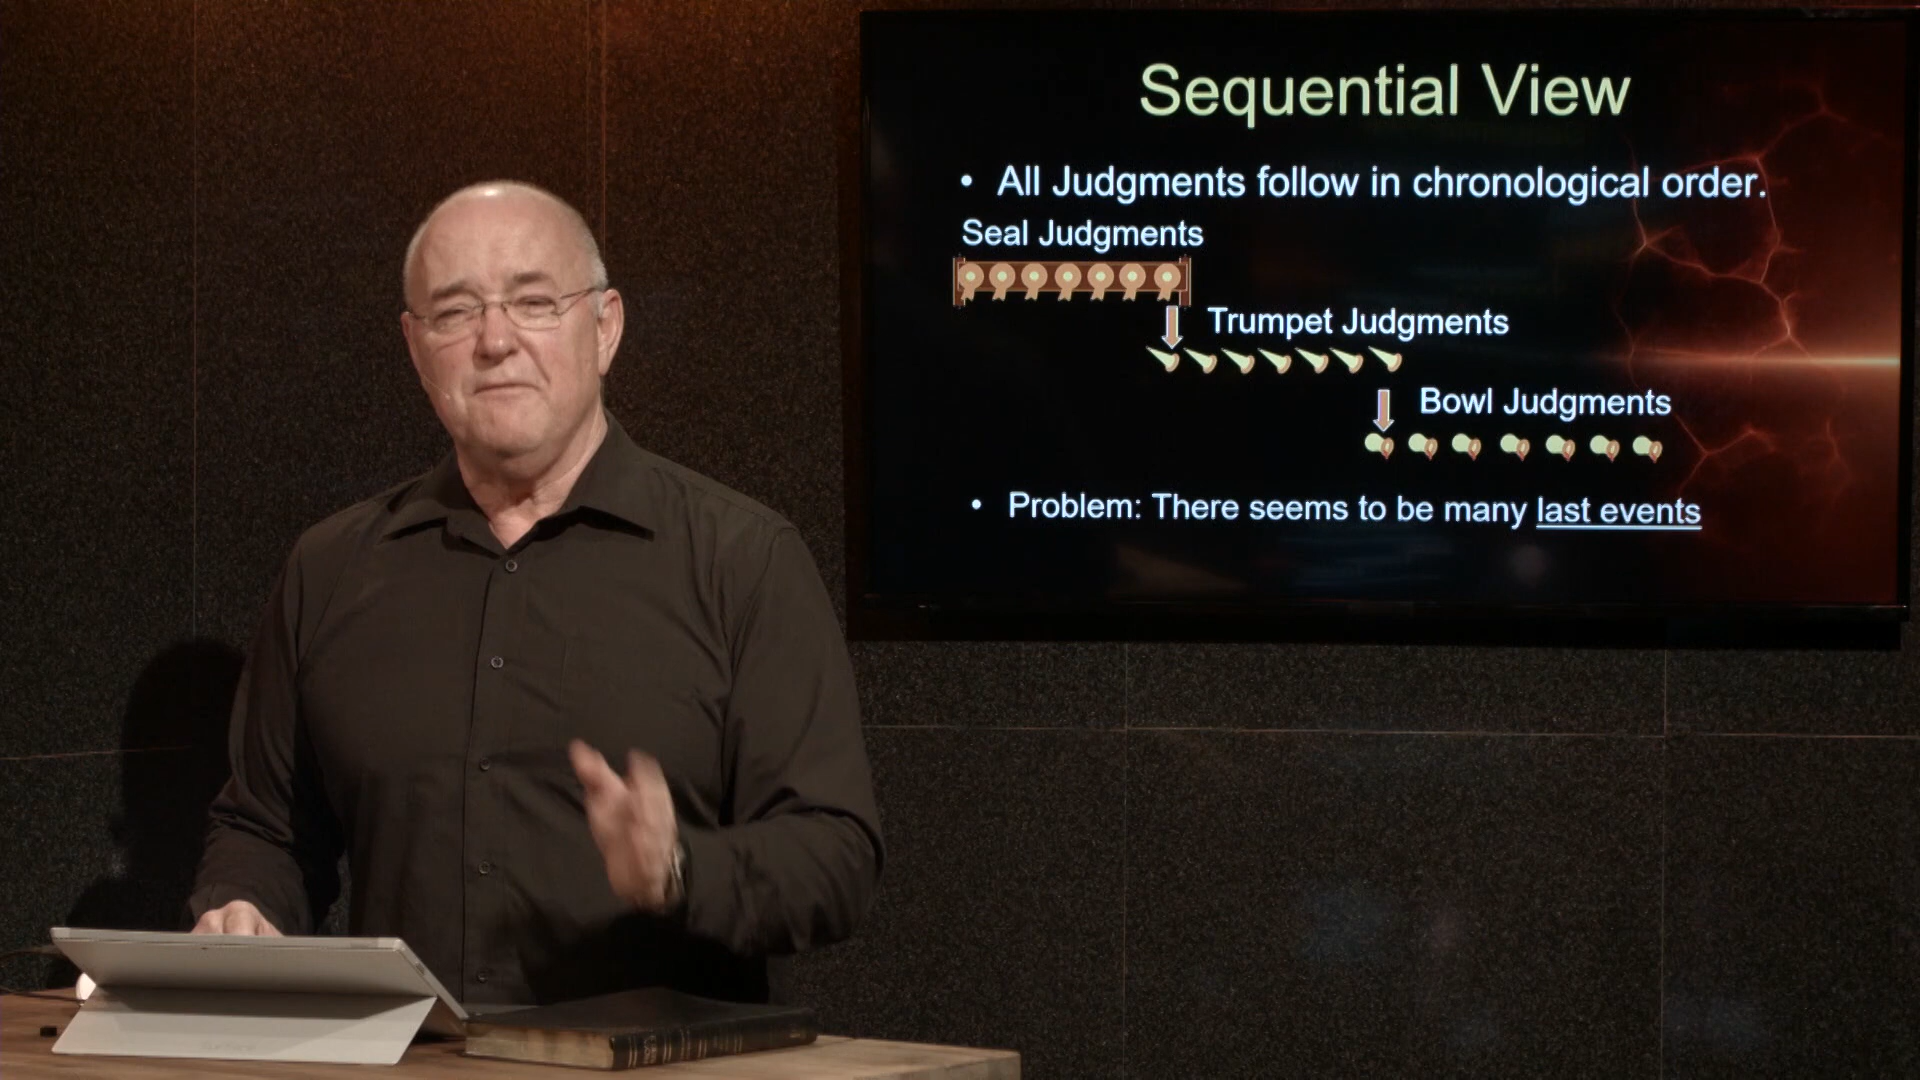 Sequential View
• All Judgments follow in chronological order.
Seal Judgments
Trumpet Judgments
Bowl Judgments
• Problem: There seems to be many last events